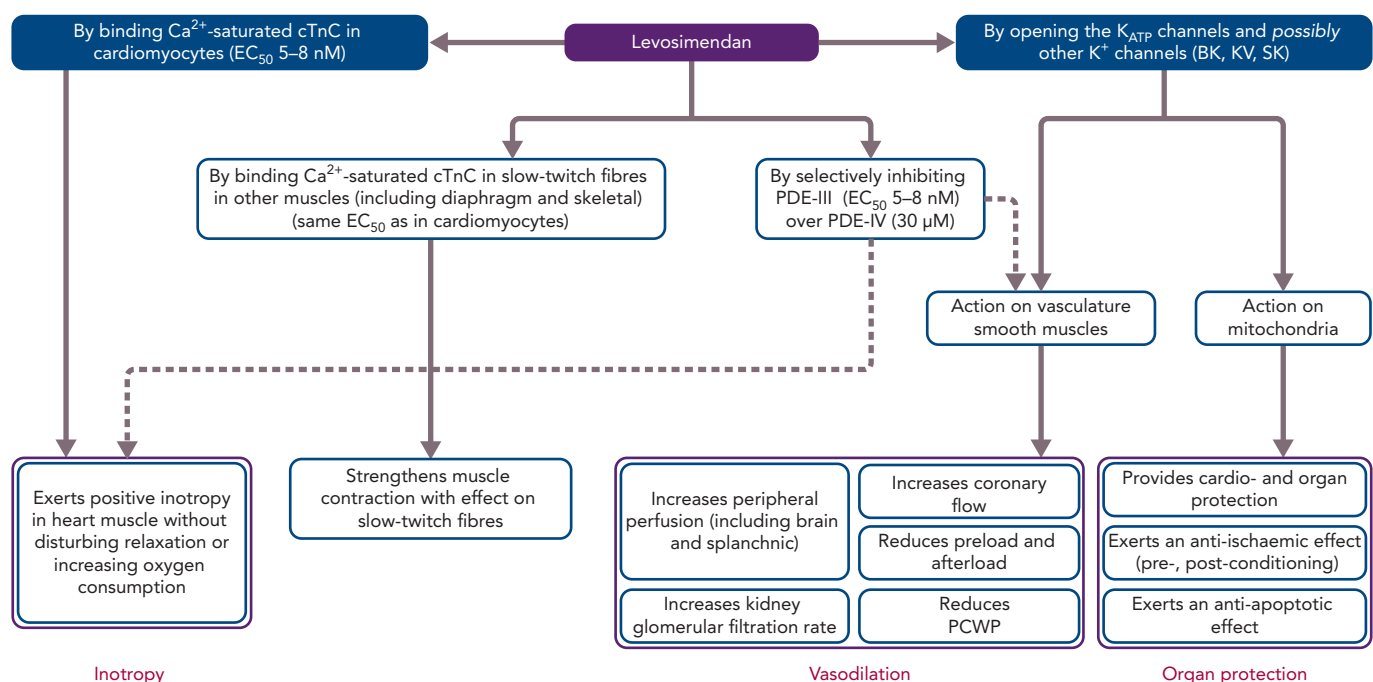 By binding Ca²⁺-saturated cTnC in
cardiomyocytes (EC₅₀ 5–8 nM)
Levosimendan
By opening the K_ATP channels and possibly
other K⁺ channels (BK, KV, SK)
By binding Ca²⁺-saturated cTnC in slow-twitch fibres
in other muscles (including diaphragm and skeletal)
(same EC₅₀ as in cardiomyocytes)
By selectively inhibiting
PDE-III (EC₅₀ 5–8 nM)
over PDE-IV (30 µM)
Action on vasculature
smooth muscles
Action on
mitochondria
Exerts positive inotropy
in heart muscle without
disturbing relaxation or
increasing oxygen
consumption
Strengthens muscle
contraction with effect on
slow-twitch fibres
Increases peripheral
perfusion (including brain
and splanchnic)
Increases kidney
glomerular filtration rate
Increases coronary
flow
Reduces preload and
afterload
Reduces
PCWP
Provides cardio- and organ
protection
Exerts an anti-ischaemic effect
(pre-, post-conditioning)
Exerts an anti-apoptotic
effect
Inotropy
Vasodilation
Organ protection